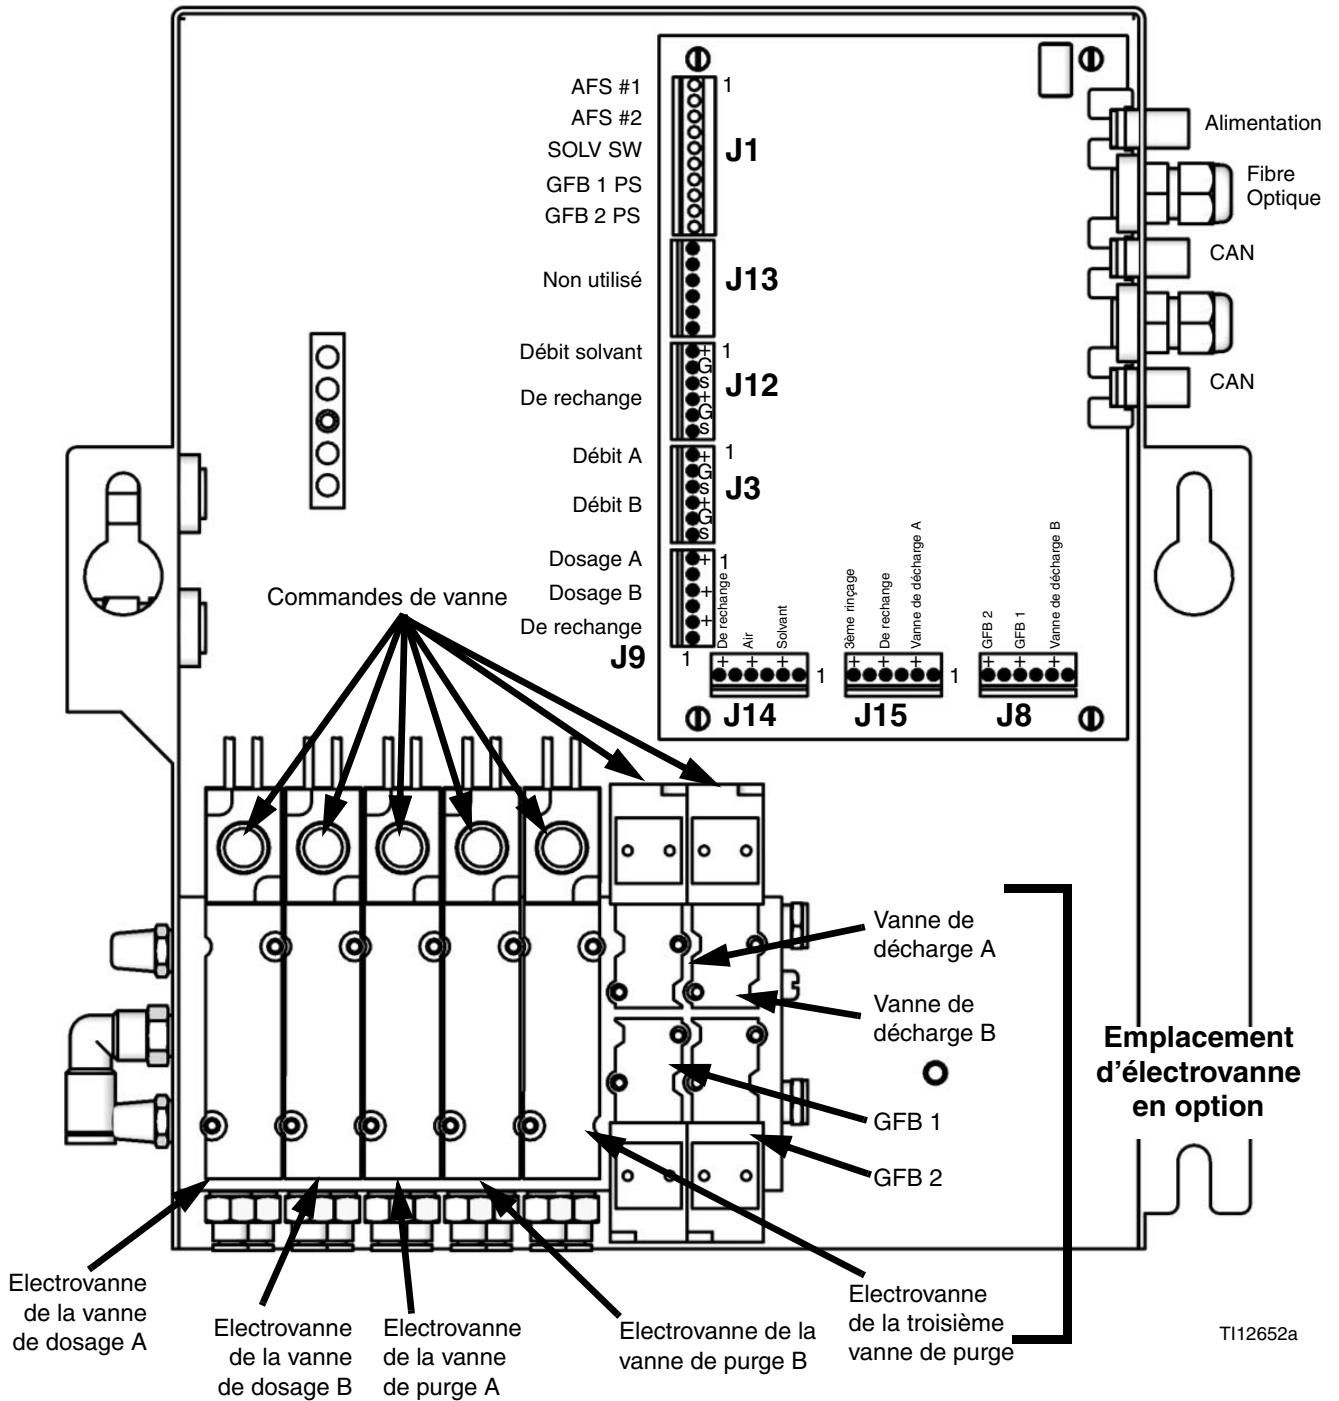 AFS #1
AFS #2
SOLV SW
GFB 1 PS
GFB 2 PS
1
J1
Non utilisé
J13
Débit solvant
De rechange
+ 1
G
s
+
G
s
J12
Débit A
Débit B
+ 1
G
s
+
G
s
J3
Dosage A
Dosage B
De rechange
+ 1
+
+
J9
1
De rechange
Air
Solvant
+ + +
1
J14
3ème rinçage
De rechange
Vanne de décharge A
+ + +
1
J15
GFB 2
GFB 1
Vanne de décharge B
+ + +
J8
Alimentation
Fibre
Optique
CAN
CAN
Commandes de vanne
Vanne de
décharge A
Vanne de
décharge B
GFB 1
GFB 2
Emplacement
d'électrovanne
en option
Electrovanne
de la vanne
de dosage A
Electrovanne
de la vanne
de dosage B
Electrovanne
de la vanne
de purge A
Electrovanne de la
vanne de purge B
Electrovanne
de la troisième
vanne de purge
TI12652a